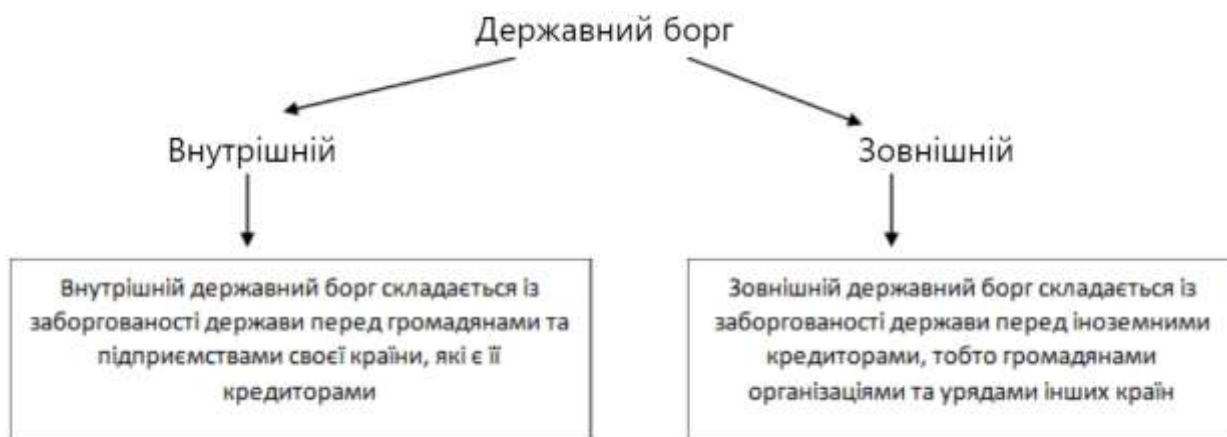 Державний борг
Внутрішній
Зовнішній
Внутрішній державний борг складається із
заборгованості держави перед громадянами та
підприємствами своєї країни, які є її
кредиторами
Зовнішній державний борг складається із
заборгованості держави перед іноземними
кредиторами, тобто громадянами
організаціями та урядами інших країн